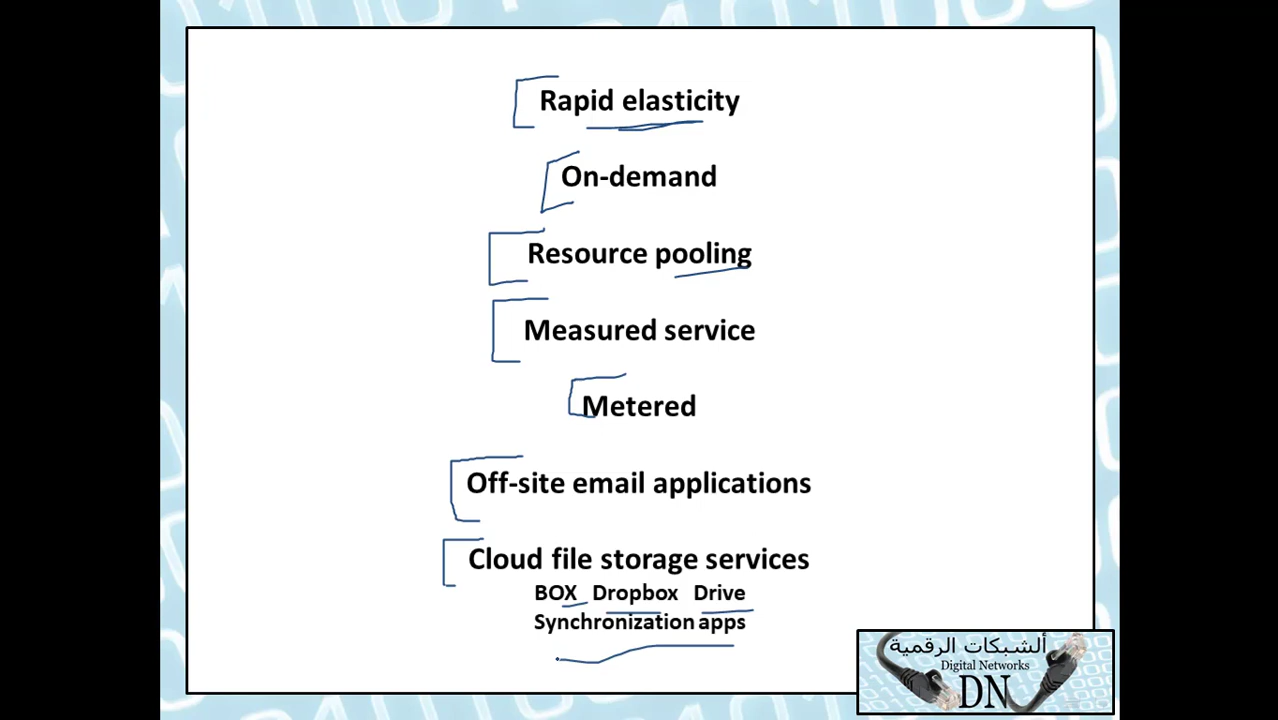 Rapid elasticity
On-demand
Resource pooling
Measured service
Metered
Off-site email applications
Cloud file storage services
BOX Dropbox Drive
Synchronization apps
ألشبكات الرقمية
Digital Networks
DN